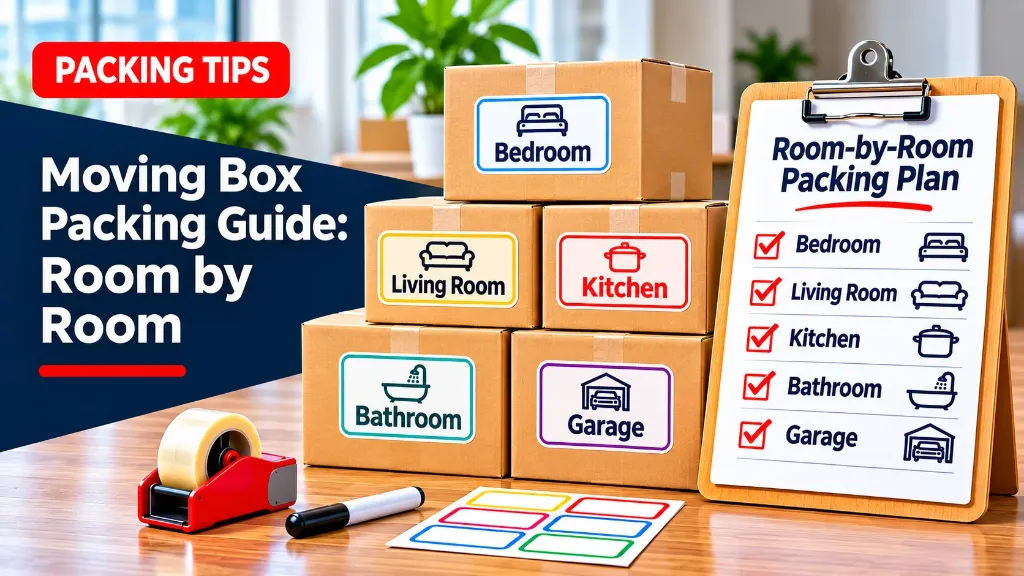 PACKING TIPS
Moving Box
Packing Guide:
Room by
Room
Bedroom
Living Room
Kitchen
Bathroom
Garage
Room-by-Room
Packing Plan
Bedroom
Living Room
Kitchen
Bathroom
Garage